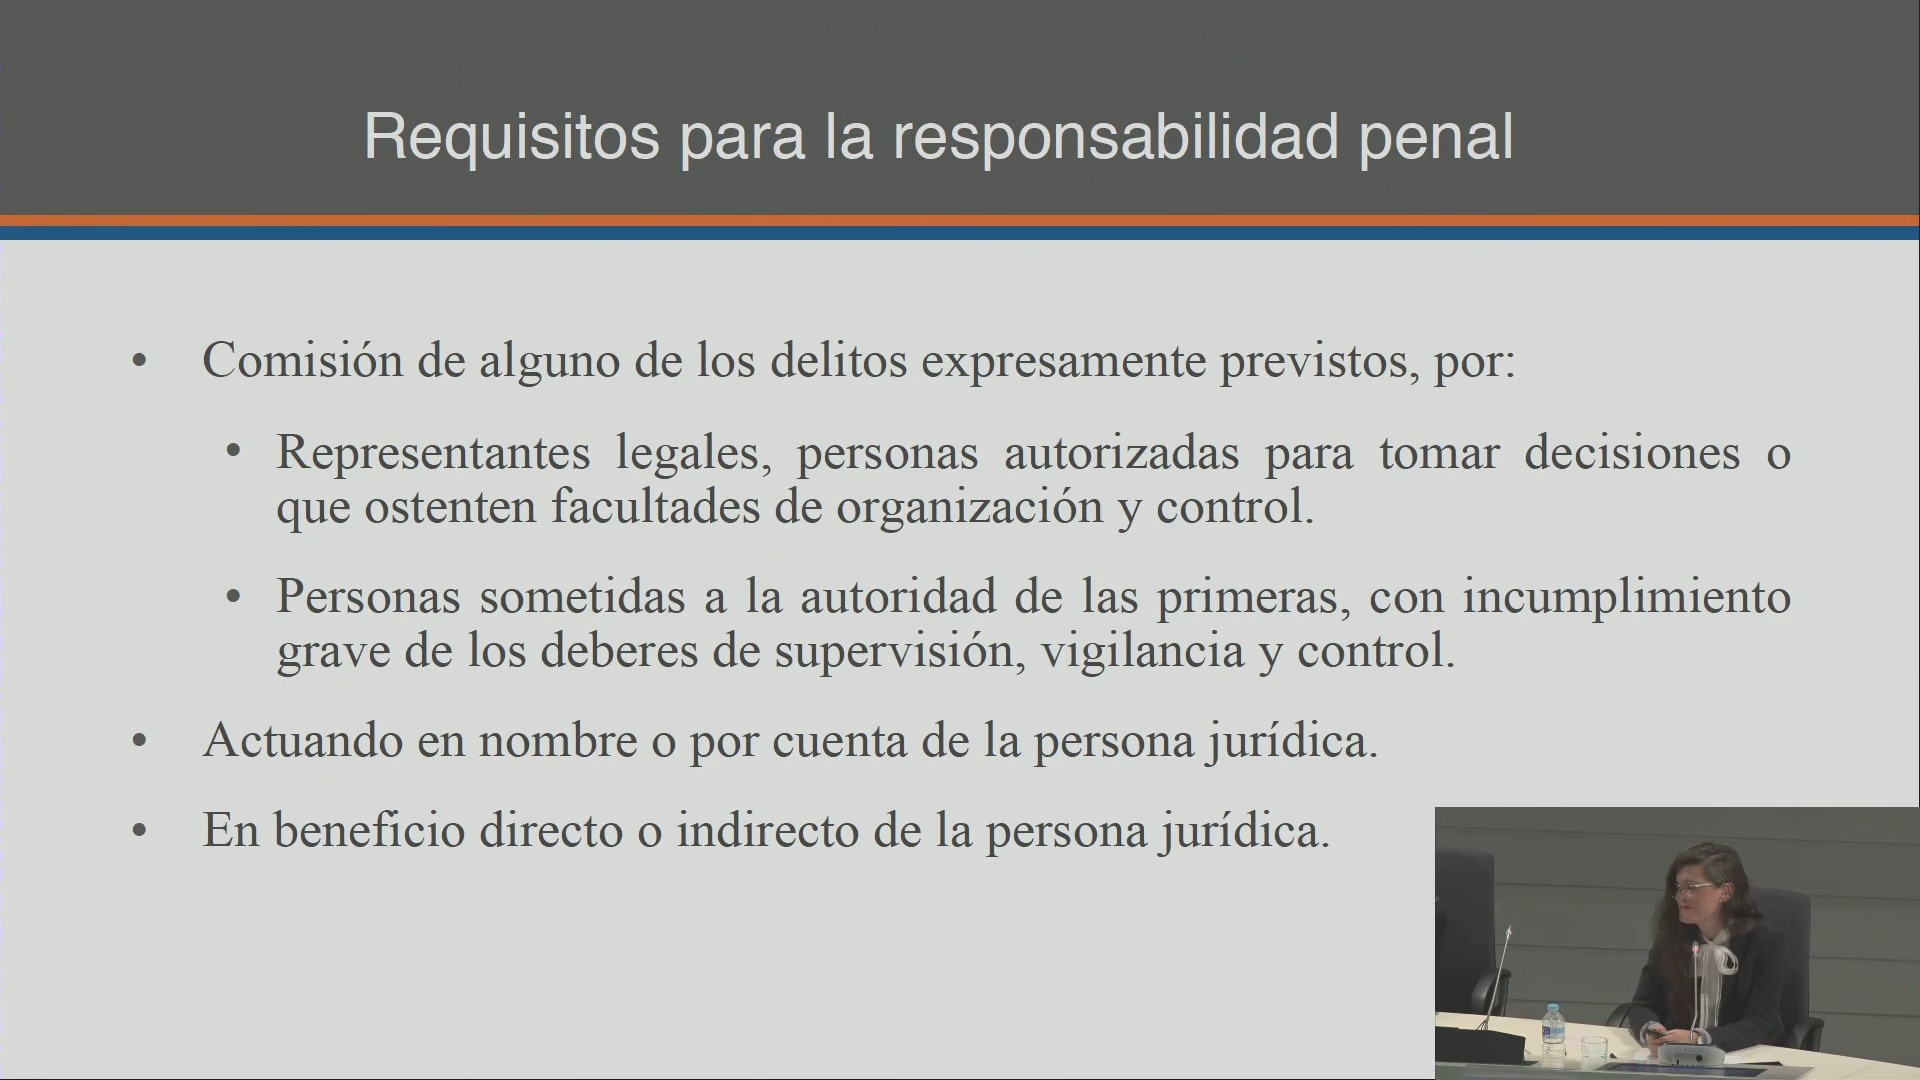 Requisitos para la responsabilidad penal
• Comisión de alguno de los delitos expresamente previstos, por:
• Representantes legales, personas autorizadas para tomar decisiones o
que ostenten facultades de organización y control.
• Personas sometidas a la autoridad de las primeras, con incumplimiento
grave de los deberes de supervisión, vigilancia y control.
• Actuando en nombre o por cuenta de la persona jurídica.
• En beneficio directo o indirecto de la persona jurídica.